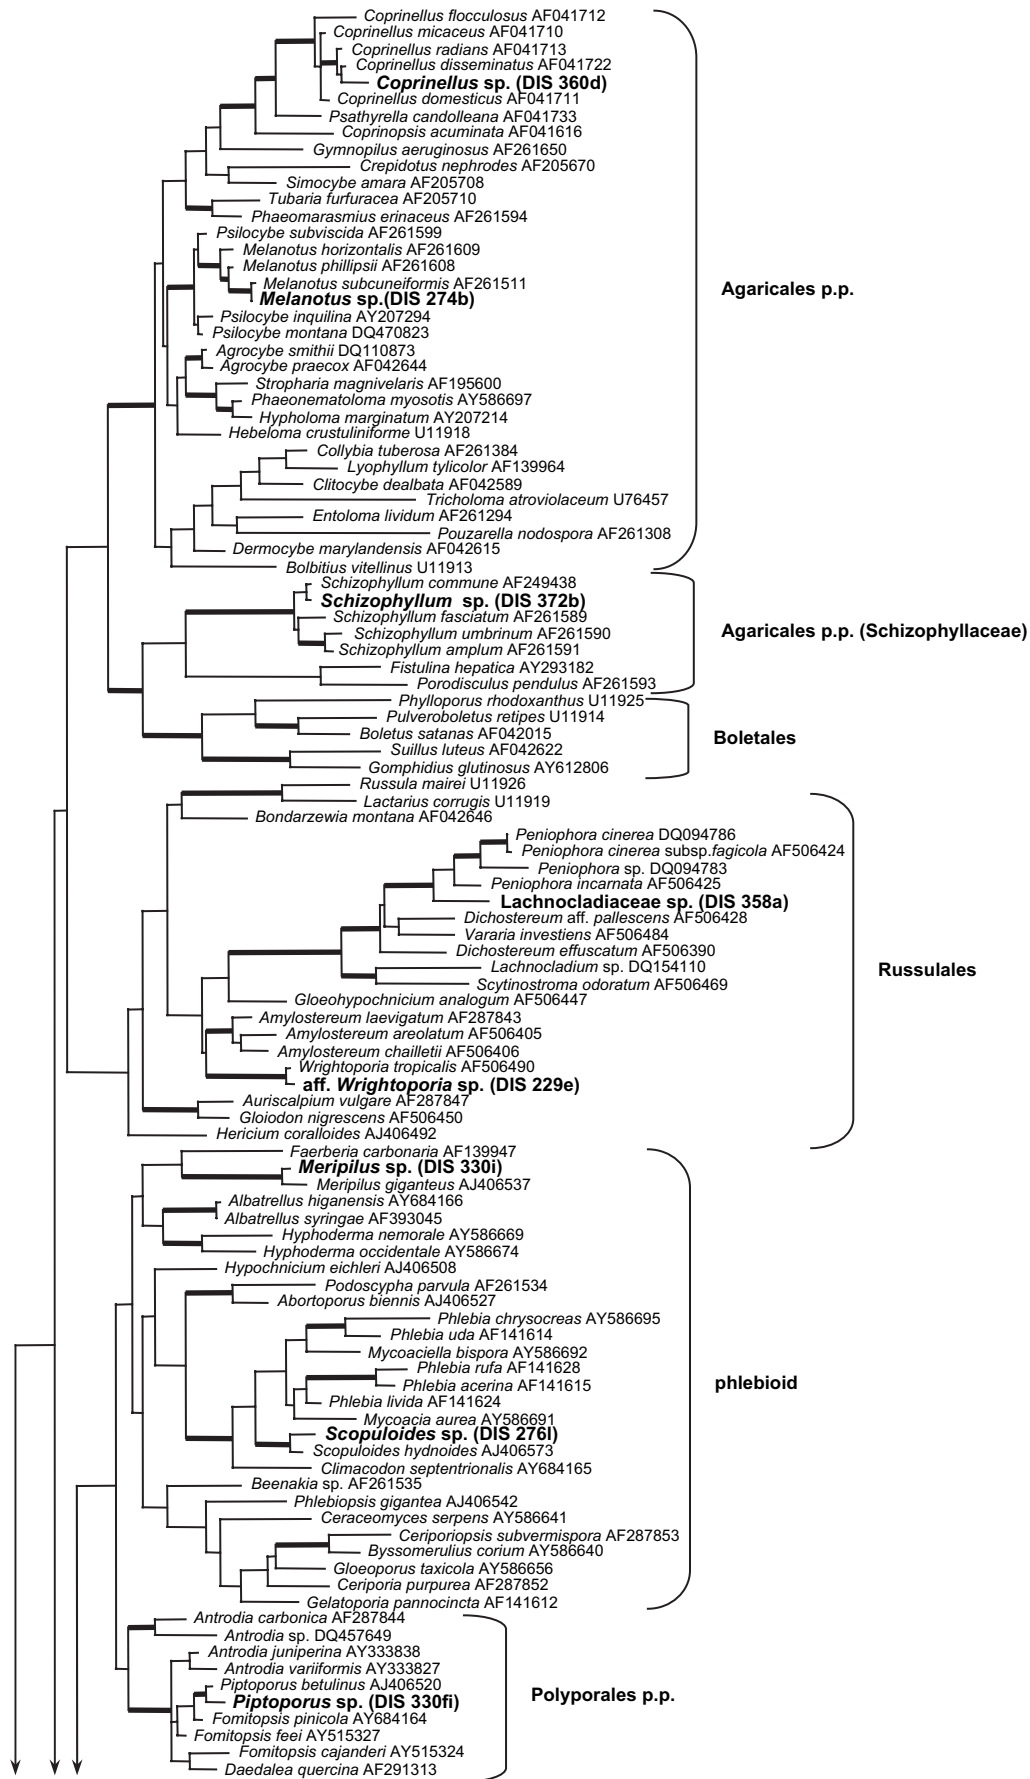 Coprinellus flocculosus AF041712
Coprinellus micaceus AF041710
Coprinellus radians AF041713
Coprinellus disseminatus AF041722
Coprinellus sp. (DIS 360d)
Coprinellus domesticus AF041711
Psathyrella candolleana AF041733
Coprinopsis acuminata AF041616
Gymnopilus aeruginosus AF261650
Crepidotus nephrodes AF205670
Simocybe amara AF205708
Tubaria furfuracea AF205710
Phaeomarasmius erinaceus AF261594
Psilocybe subviscida AF261599
Melanotus horizontalis AF261609
Melanotus phillipsii AF261608
Melanotus subcuneiformis AF261511
Melanotus sp.(DIS 274b)
Psilocybe inquilina AY207294
Psilocybe montana DQ470823
Agrocybe smithii DQ110873
Agrocybe praecox AF042644
Stropharia magnivelaris AF195600
Phaeonematoloma myosotis AY586697
Hypholoma marginatum AY207214
Hebeloma crustuliniforme U11918
Collybia tuberosa AF261384
Lyophyllum tylicolor AF139964
Clitocybe dealbata AF042589
Tricholoma atroviolaceum U76457
Entoloma lividum AF261294
Pouzarella nodospora AF261308
Dermocybe marylandensis AF042615
Bolbitius vitellinus U11913
Agaricales p.p.
Schizophyllum commune AF249438
Schizophyllum sp. (DIS 372b)
Schizophyllum fasciatum AF261589
Schizophyllum umbrinum AF261590
Schizophyllum amplum AF261591
Fistulina hepatica AY293182
Porodisculus pendulus AF261593
Agaricales p.p. (Schizophyllaceae)
Phylloporus rhodoxanthus U11925
Pulveroboletus retipes U11914
Boletus satanas AF042015
Suillus luteus AF042622
Gomphidius glutinosus AY612806
Boletales
Russula mairei U11926
Lactarius corrugis U11919
Bondarzewia montana AF042646
Peniophora cinerea DQ094786
Peniophora cinerea subsp.fagicola AF506424
Peniophora sp. DQ094783
Peniophora incarnata AF506425
Lachnocladiaceae sp. (DIS 358a)
Dichostereum aff. pallescens AF506428
Vararia investiens AF506484
Dichostereum effuscatum AF506390
Lachnocladium sp. DQ154110
Scytinostroma odoratum AF506469
Gloeohypochnicium analogum AF506447
Amylostereum laevigatum AF287843
Amylostereum areolatum AF506405
Amylostereum chailletii AF506406
Wrightoporia tropicalis AF506490
aff. Wrightoporia sp. (DIS 229e)
Auriscalpium vulgare AF287847
Gloiodon nigrescens AF506450
Hericium coralloides AJ406492
Russulales
Faerberia carbonaria AF139947
Meripilus sp. (DIS 330i)
Meripilus giganteus AJ406537
Albatrellus higanensis AY684166
Albatrellus syringae AF393045
Hyphoderma nemorale AY586669
Hyphoderma occidentale AY586674
Hypochnicium eichleri AJ406508
Podoscypha parvula AF261534
Abortoporus biennis AJ406527
Phlebia chrysocreas AY586695
Phlebia uda AF141614
Mycoaciella bispora AY586692
Phlebia rufa AF141628
Phlebia acerina AF141615
Phlebia livida AF141624
Mycoacia aurea AY586691
Scopuloides sp. (DIS 276l)
Scopuloides hydnoides AJ406573
Climacodon septentrionalis AY684165
Beenakia sp. AF261535
Phlebiopsis gigantea AJ406542
Ceraceomyces serpens AY586641
Ceriporiopsis subvermispora AF287853
Byssomerulius corium AY586640
Gloeoporus taxicola AY586656
Ceriporia purpurea AF287852
Gelatoporia pannocincta AF141612
phlebioid
Antrodia carbonica AF287844
Antrodia sp. DQ457649
Antrodia juniperina AY333838
Antrodia variiformis AY333827
Piptoporus betulinus AJ406520
Piptoporus sp. (DIS 330fi)
Fomitopsis pinicola AY684164
Fomitopsis feei AY515327
Fomitopsis cajanderi AY515324
Daedalea quercina AF291313
Polyporales p.p.